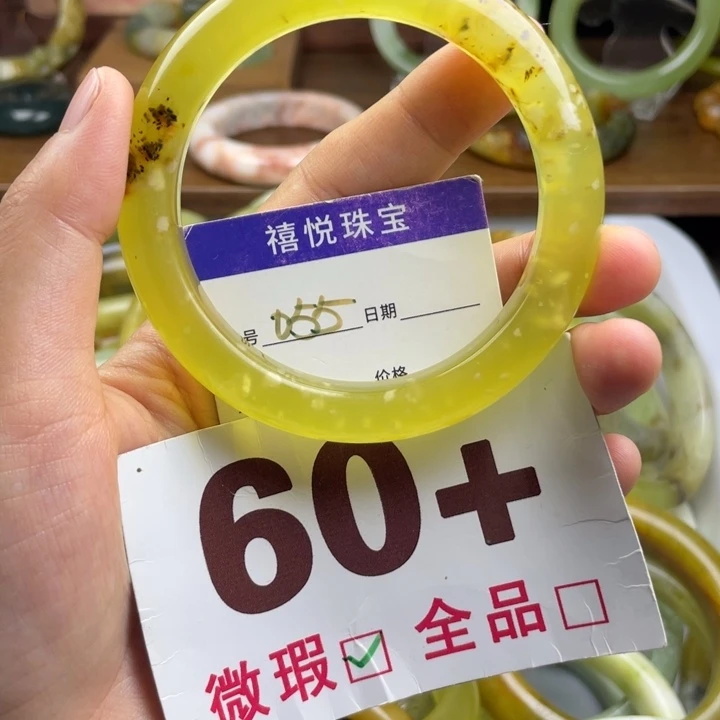 禧悦珠宝
号 055 日期
价格
60+
微瑕☑ 全品☐